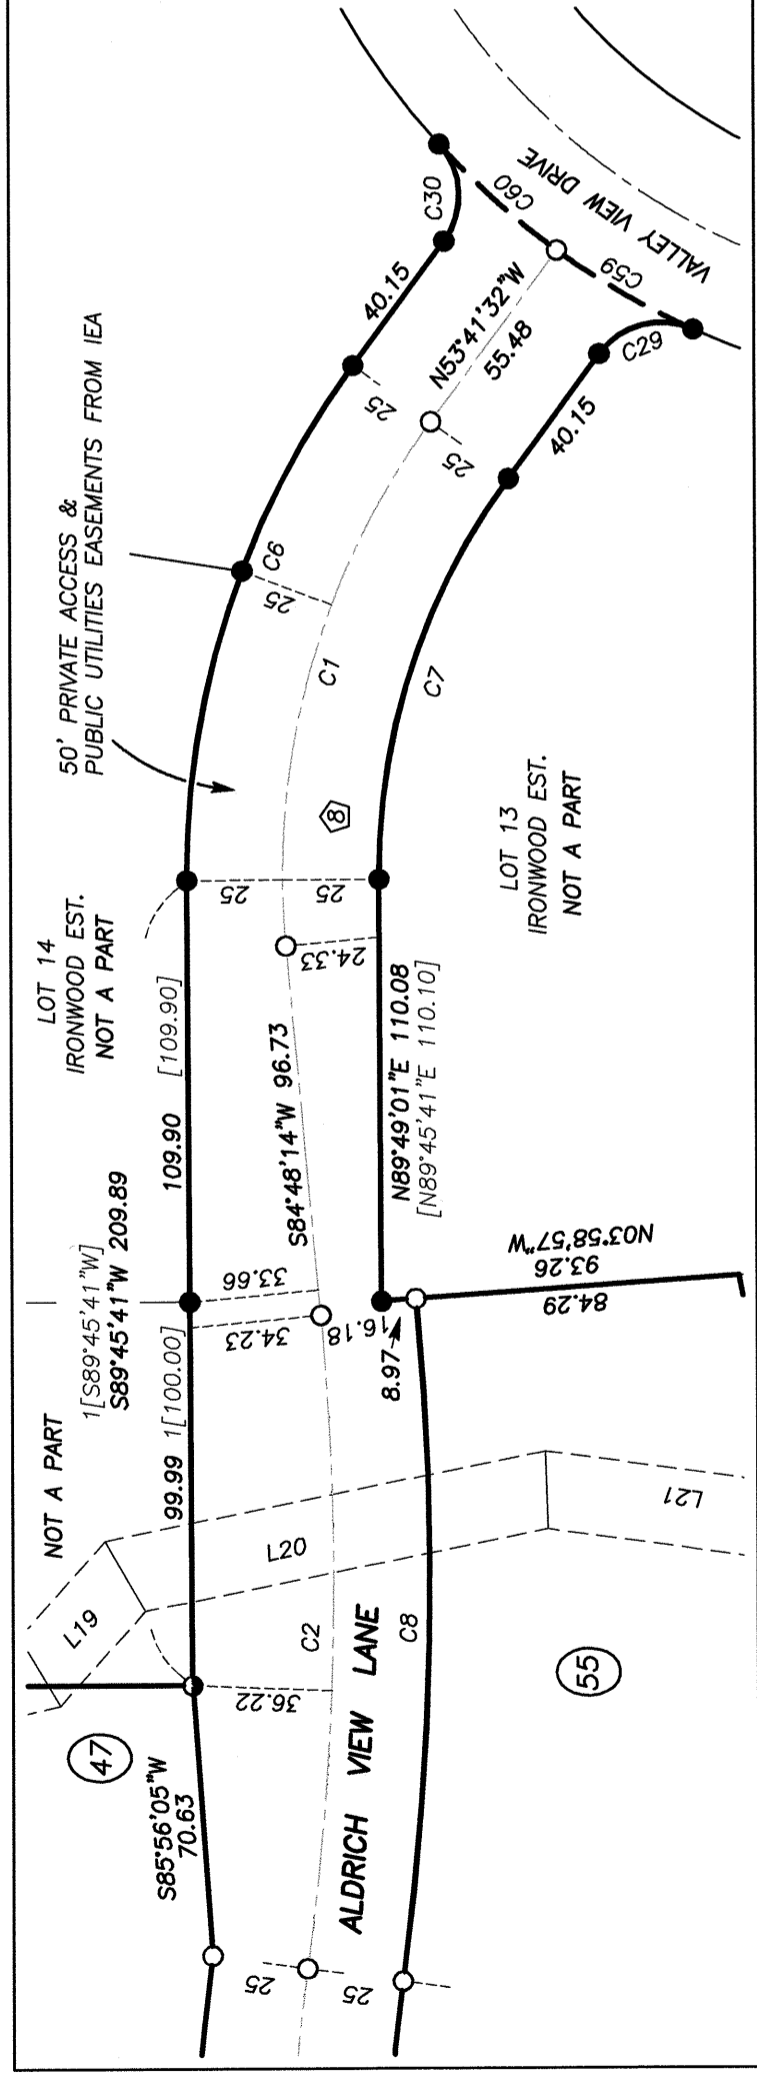 C30
C60
VALLEY VIEW DRIVE
C59
C29
40.15
N53°41'32"W
55.48
40.15
25
25
50' PRIVATE ACCESS &
PUBLIC UTILITIES EASEMENTS FROM IEA
C6
25
C1
C7
8
LOT 13
IRONWOOD EST.
NOT A PART
25
25
LOT 14
IRONWOOD EST.
NOT A PART
24.33
109.90 [109.90]
S84°48'14"W 96.73
N89°49'01"E 110.08
[N89°45'41"E 110.10]
1[S89°45'41"W]
S89°45'41"W 209.89
33.66
34.23
16.18
8.97
N03°58'57"W
93.26
84.29
NOT A PART
99.99 1[100.00]
L19
L20
L21
C2
C8
36.22
ALDRICH VIEW LANE
55
47
S85°56'05"W
70.63
25
25